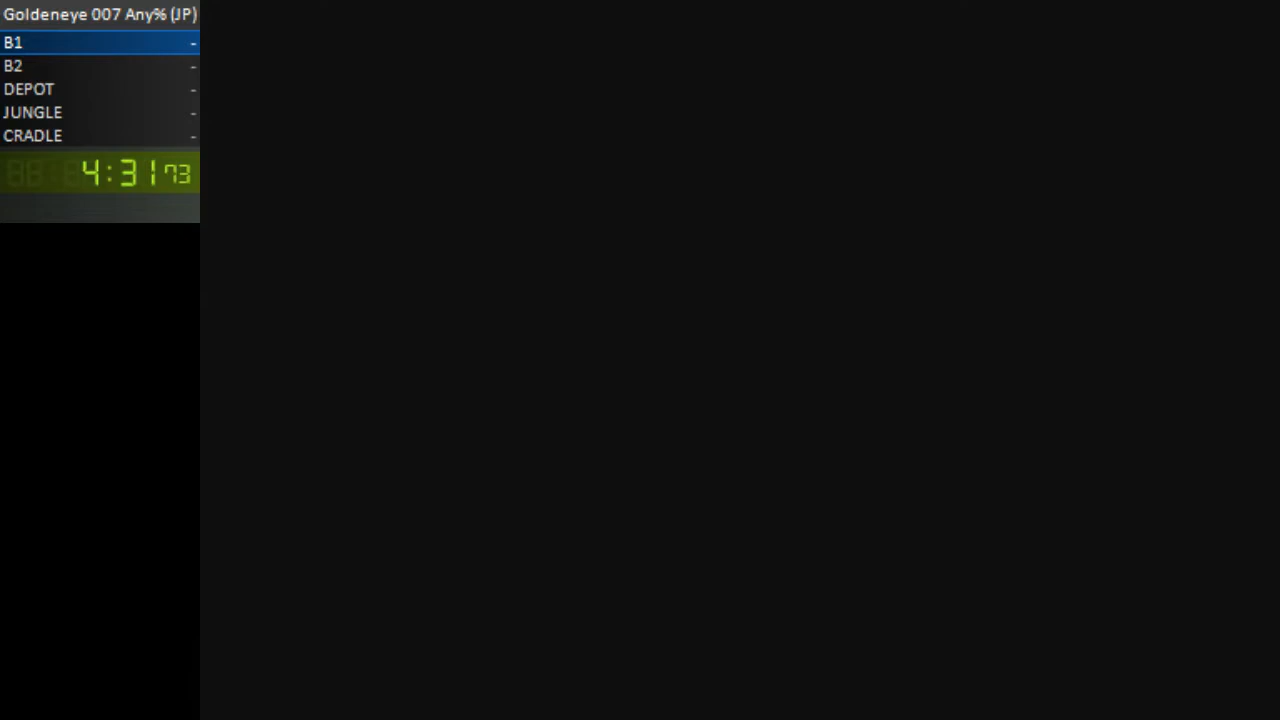 Goldeneye 007 Any% (JP)
B1 -
B2 -
DEPOT -
JUNGLE -
CRADLE -
4:31 73